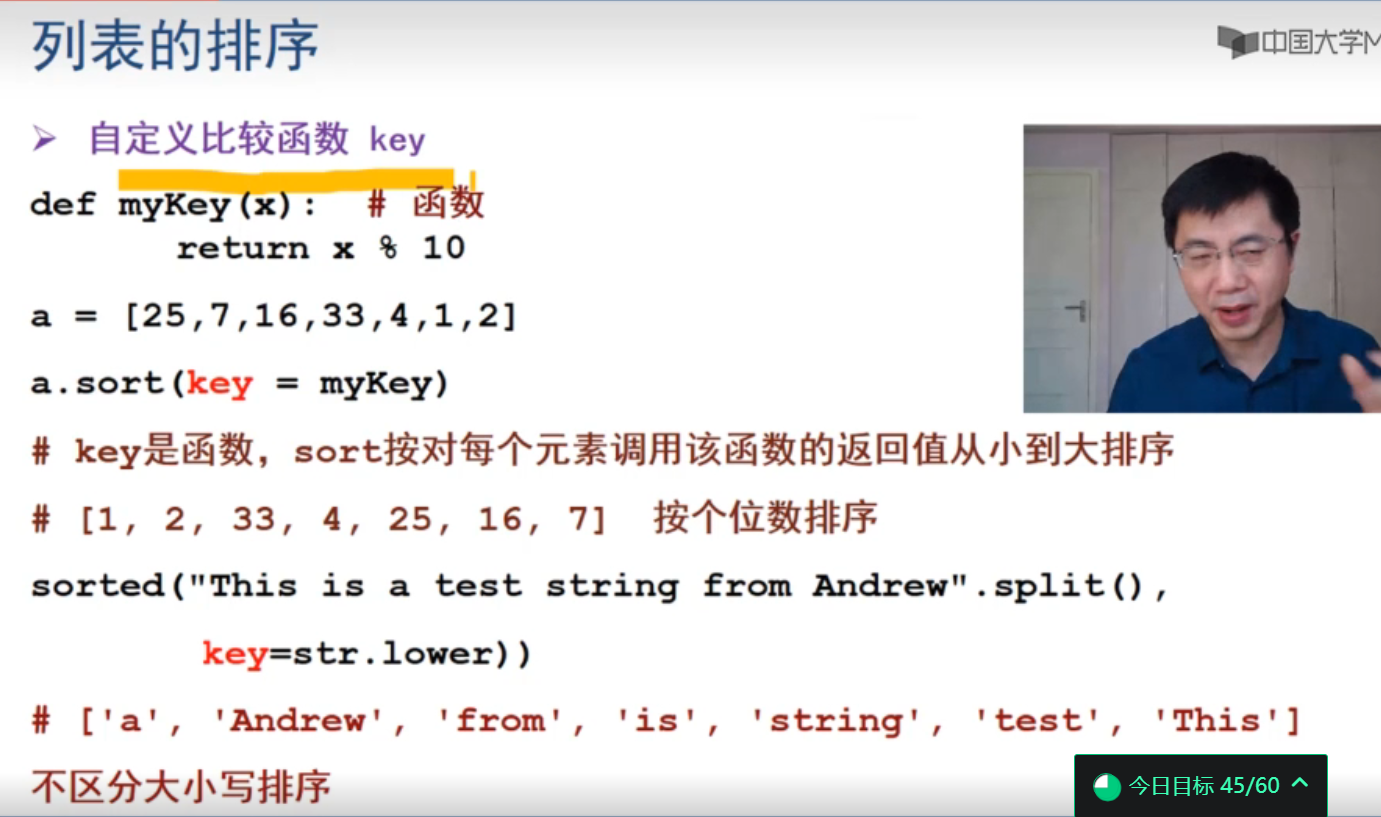 列表的排序
中国大学M
➢ 自定义比较函数 key
def myKey(x): # 函数
return x % 10
a = [25,7,16,33,4,1,2]
a.sort(key = myKey)
# key是函数，sort按对每个元素调用该函数的返回值从小到大排序
# [1, 2, 33, 4, 25, 16, 7] 按个位数排序
sorted("This is a test string from Andrew".split(),
key=str.lower))
# ['a', 'Andrew', 'from', 'is', 'string', 'test', 'This']
不区分大小写排序
今日目标 45/60